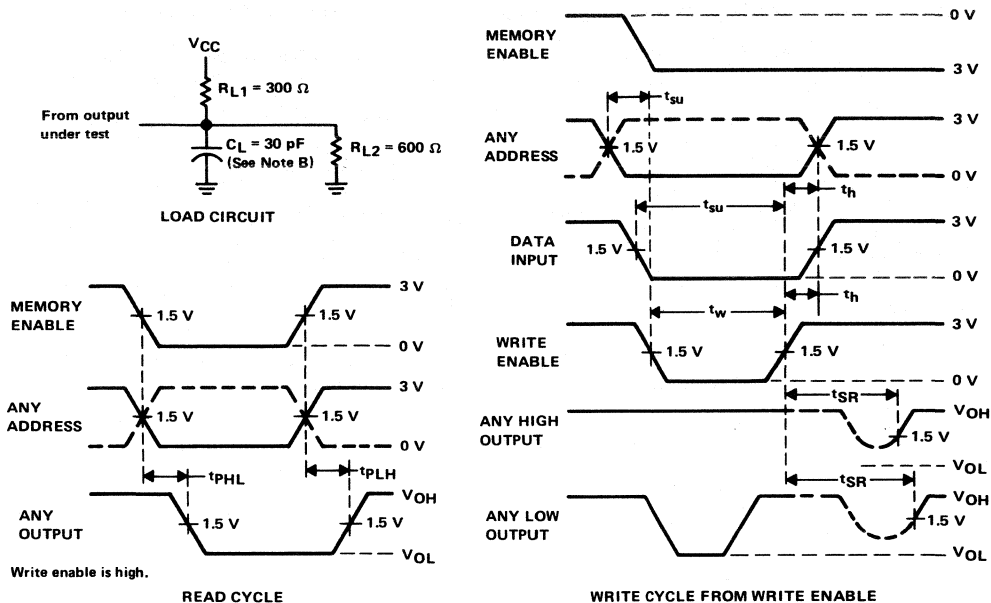 VCC
RL1 = 300 Ω
From output
under test
CL = 30 pF
(See Note B)
RL2 = 600 Ω
LOAD CIRCUIT
MEMORY
ENABLE
3 V
1.5 V
1.5 V
0 V
ANY
ADDRESS
3 V
1.5 V
1.5 V
0 V
tPHL
tPLH
ANY
OUTPUT
VOH
1.5 V
1.5 V
VOL
Write enable is high.
READ CYCLE
MEMORY
ENABLE
0 V
3 V
tsu
ANY
ADDRESS
3 V
1.5 V
1.5 V
0 V
th
tsu
DATA
INPUT
3 V
1.5 V
1.5 V
0 V
th
tw
WRITE
ENABLE
3 V
1.5 V
1.5 V
0 V
tSR
ANY HIGH
OUTPUT
VOH
1.5 V
VOL
tSR
ANY LOW
OUTPUT
VOH
1.5 V
VOL
WRITE CYCLE FROM WRITE ENABLE